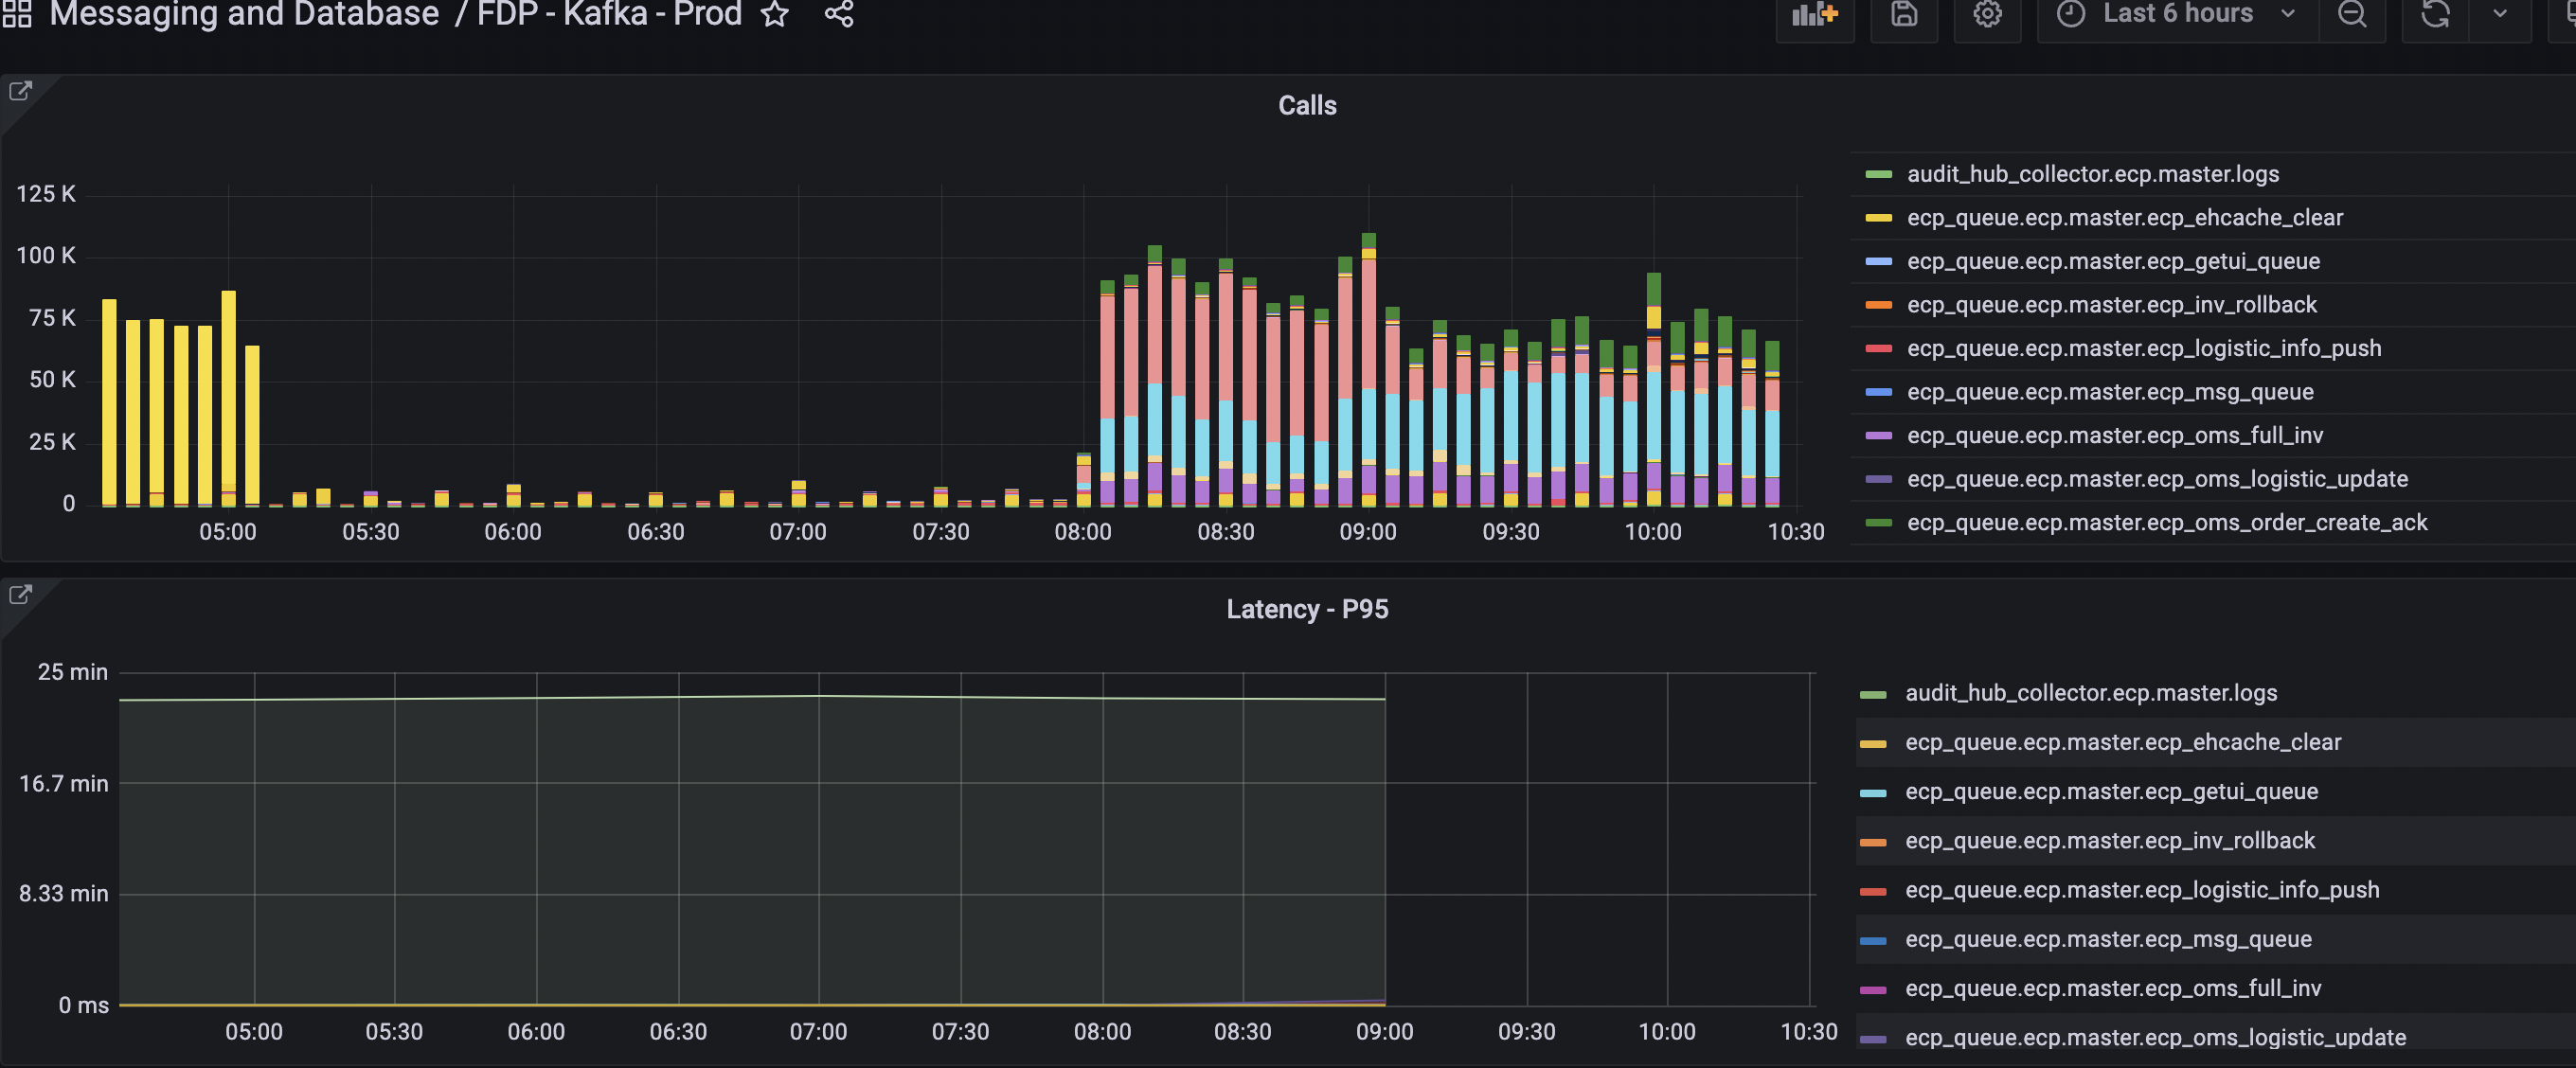 Messaging and Database / FDP - Kafka - Prod
Last 6 hours
Calls
125 K
100 K
75 K
50 K
25 K
0
05:00 05:30 06:00 06:30 07:00 07:30 08:00 08:30 09:00 09:30 10:00 10:30
audit_hub_collector.ecp.master.logs
ecp_queue.ecp.master.ecp_ehcache_clear
ecp_queue.ecp.master.ecp_getui_queue
ecp_queue.ecp.master.ecp_inv_rollback
ecp_queue.ecp.master.ecp_logistic_info_push
ecp_queue.ecp.master.ecp_msg_queue
ecp_queue.ecp.master.ecp_oms_full_inv
ecp_queue.ecp.master.ecp_oms_logistic_update
ecp_queue.ecp.master.ecp_oms_order_create_ack
Latency - P95
25 min
16.7 min
8.33 min
0 ms
05:00 05:30 06:00 06:30 07:00 07:30 08:00 08:30 09:00 09:30 10:00 10:30
audit_hub_collector.ecp.master.logs
ecp_queue.ecp.master.ecp_ehcache_clear
ecp_queue.ecp.master.ecp_getui_queue
ecp_queue.ecp.master.ecp_inv_rollback
ecp_queue.ecp.master.ecp_logistic_info_push
ecp_queue.ecp.master.ecp_msg_queue
ecp_queue.ecp.master.ecp_oms_full_inv
ecp_queue.ecp.master.ecp_oms_logistic_update